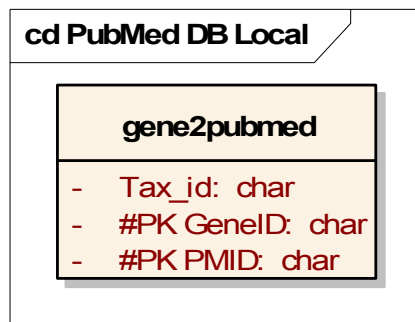 cd PubMed DB Local
gene2pubmed
- Tax_id: char
- #PK GeneID: char
- #PK PMID: char